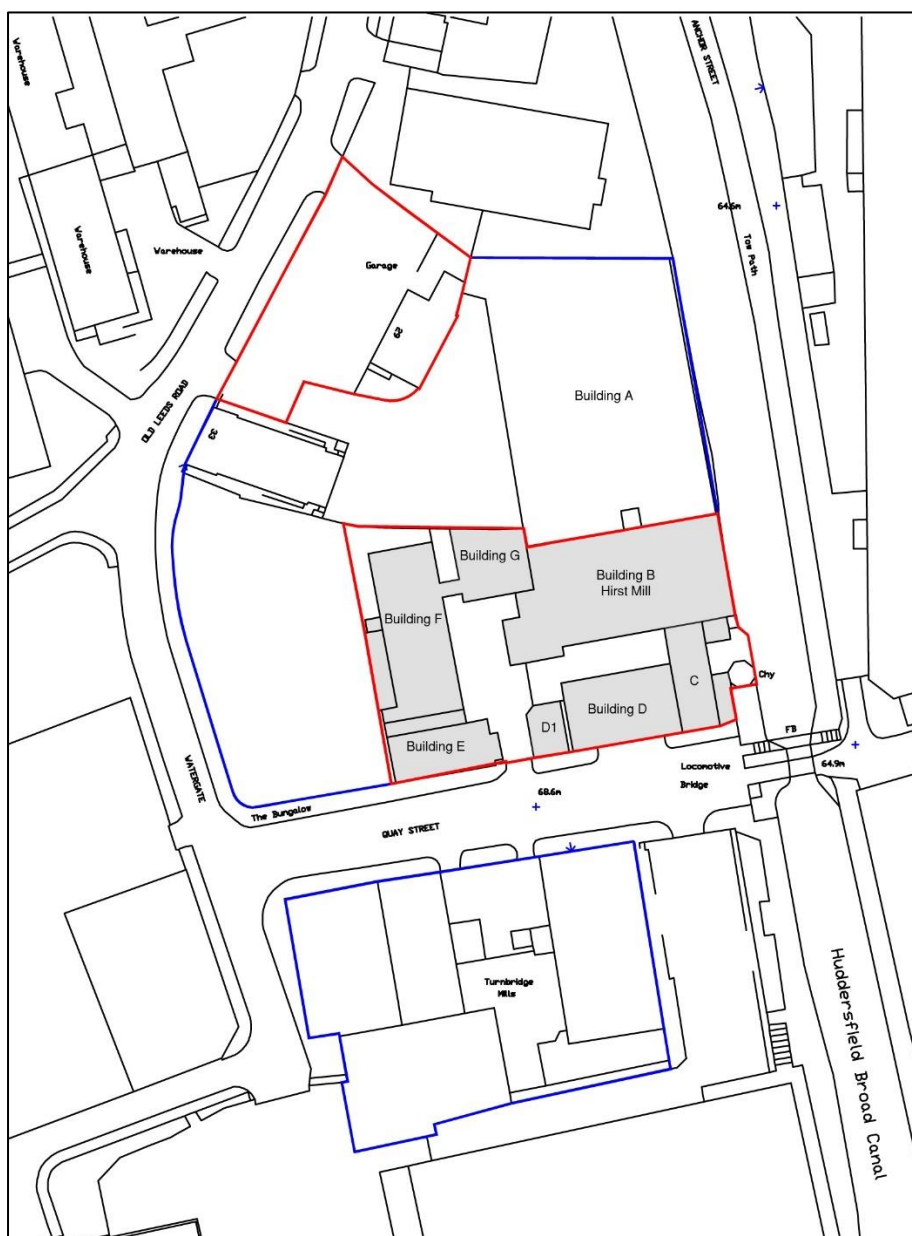 Warehouse
ANCHOR STREET
64.6m
Tow Path
Warehouse
Warehouse
Garage
29
Building A
OLD LEEDS ROAD
33
Building G
Building B
Hirst Mill
Building F
C
Chy
Building D
D1
Building E
FB
Locomotive
Bridge
64.9m
WATERGATE
The Bungalow
68.6m
QUAY STREET
Turnbridge
Mills
Huddersfield Broad Canal